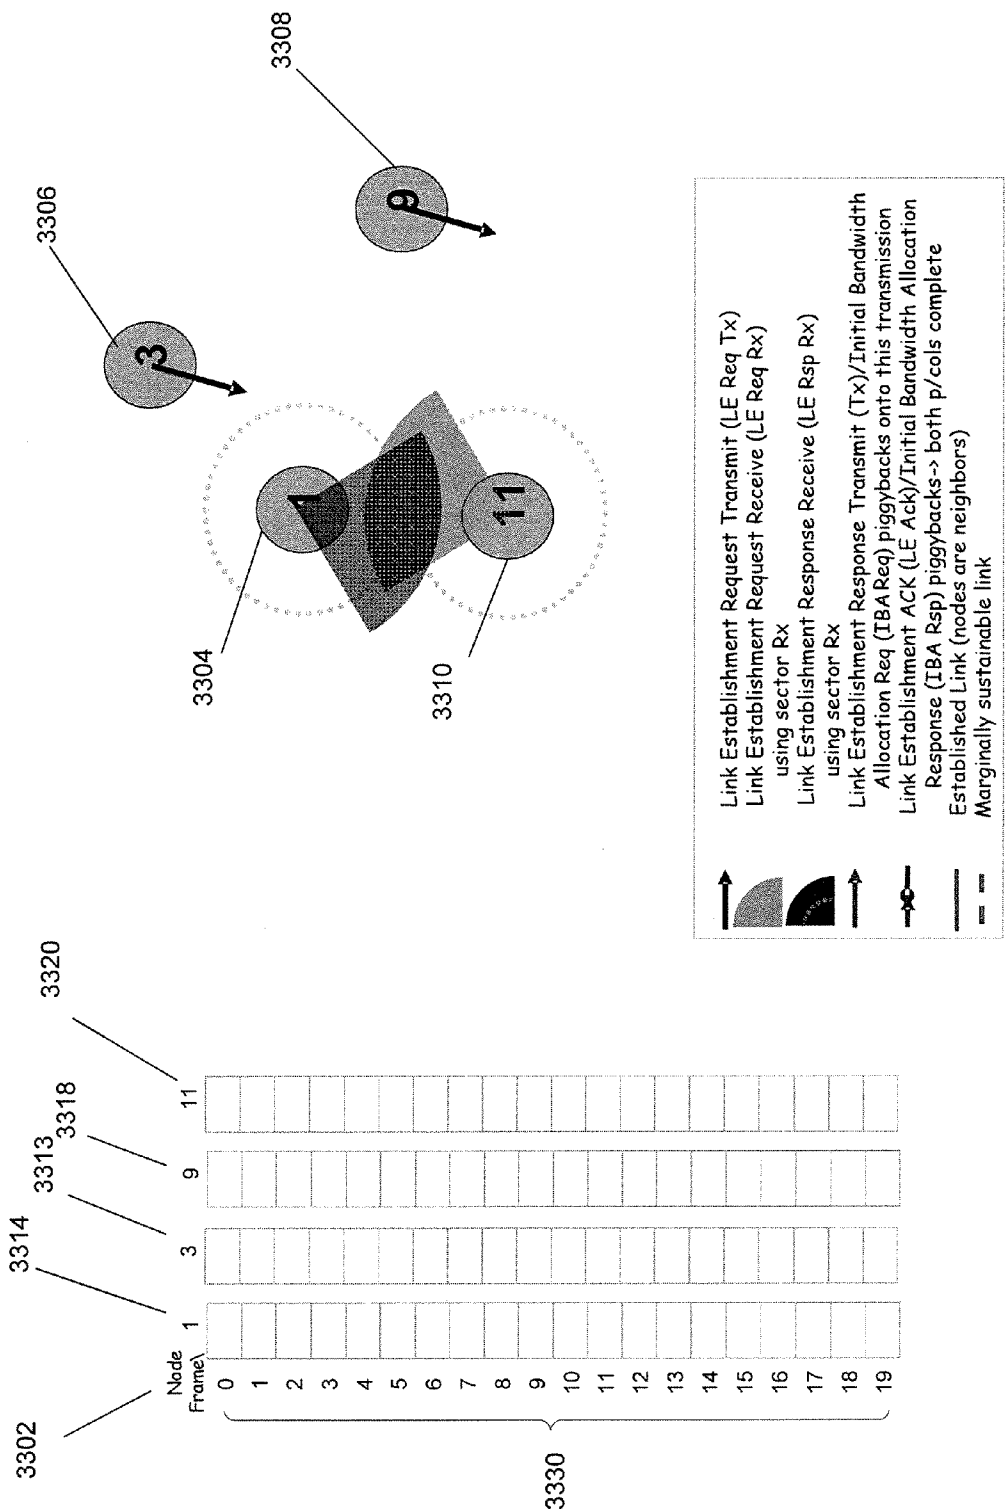 3302
3314
3313
3318
3320
Node
Frame\
1
3
9
11
0
1
2
3
4
5
6
7
8
9
10
11
12
13
14
15
16
17
18
19
3330
3304
3306
3308
3310
1
3
9
11
Link Establishment Request Transmit (LE Req Tx)
Link Establishment Request Receive (LE Req Rx)
using sector Rx
Link Establishment Response Receive (LE Rsp Rx)
using sector Rx
Link Establishment Response Transmit (Tx)/Initial Bandwidth
Allocation Req (IBA Req) piggybacks onto this transmission
Link Establishment ACK (LE Ack)/Initial Bandwidth Allocation
Response (IBA Rsp) piggybacks-> both p/cols complete
Established Link (nodes are neighbors)
Marginally sustainable link